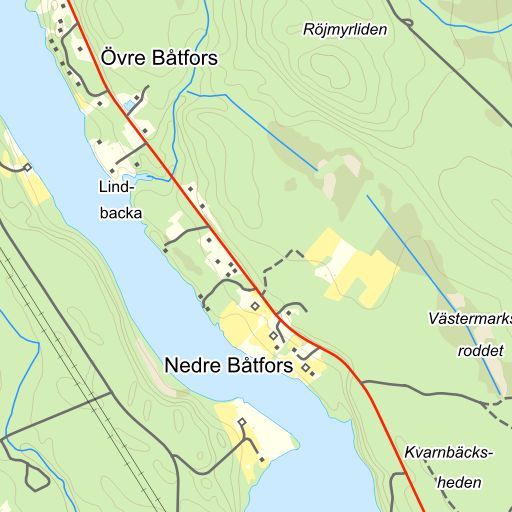 Röjmyrliden
Övre Båtfors
Lind-
backa
Västermarks
roddet
Nedre Båtfors
Kvarnbäcks-
heden